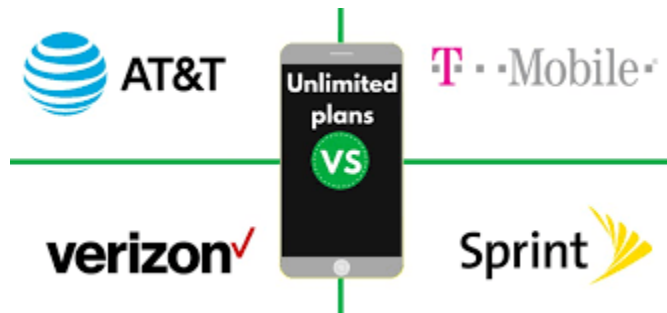 AT&T
T··Mobile·
Unlimited
plans
VS
verizon
Sprint